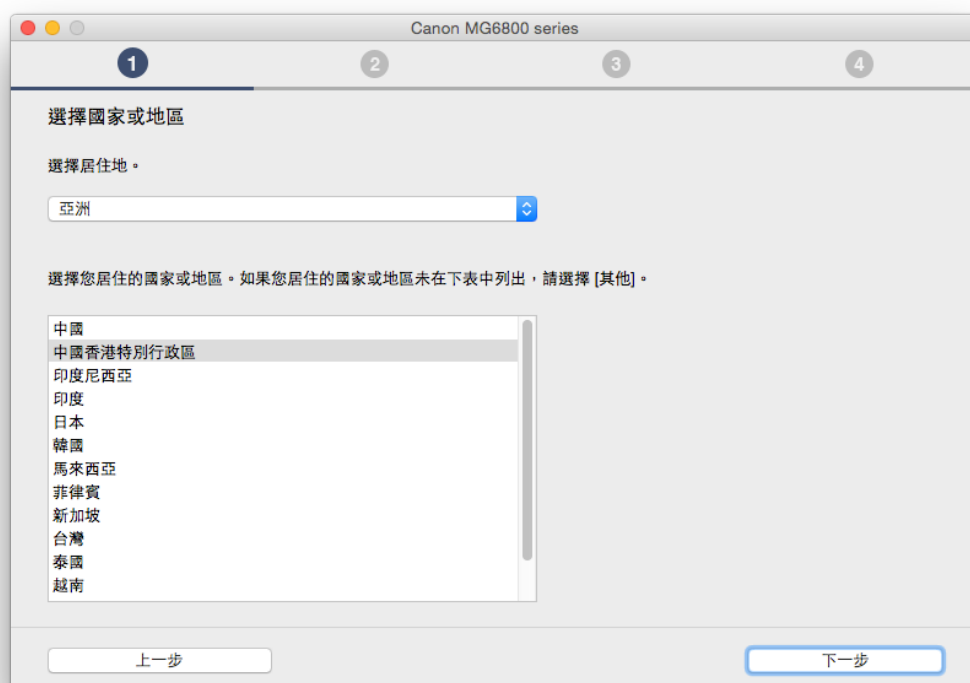 Canon MG6800 series
1 2 3 4
選擇國家或地區
選擇居住地。
亞洲
選擇您居住的國家或地區。如果您居住的國家或地區未在下表中列出，請選擇 [其他]。
中國
中國香港特別行政區
印度尼西亞
印度
日本
韓國
馬來西亞
菲律賓
新加坡
台灣
泰國
越南
上一步 下一步